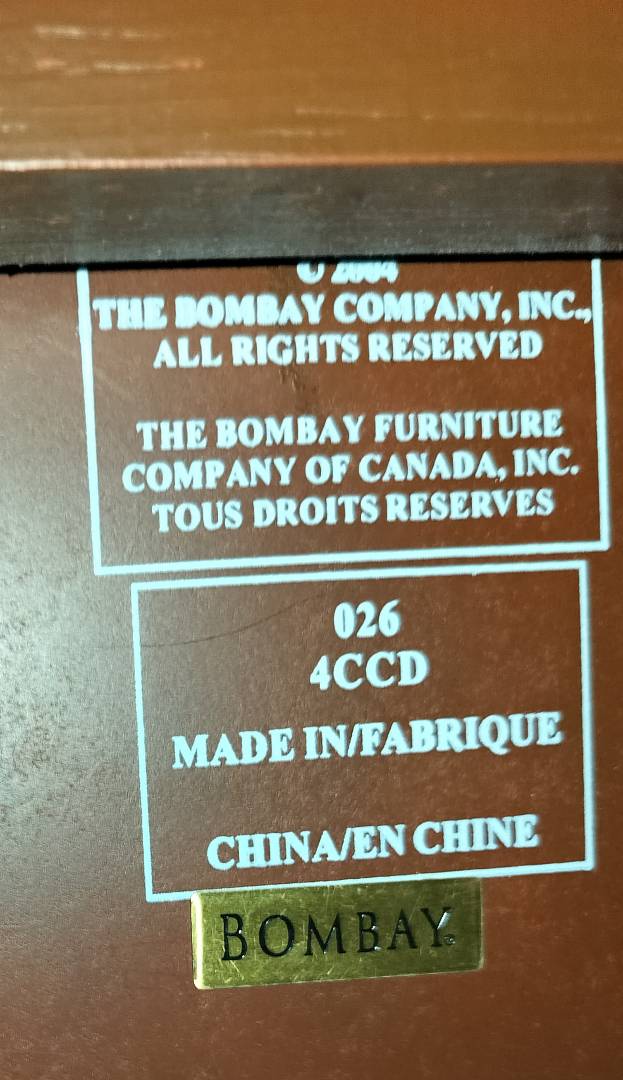 © 2004
THE BOMBAY COMPANY, INC.,
ALL RIGHTS RESERVED
THE BOMBAY FURNITURE
COMPANY OF CANADA, INC.
TOUS DROITS RESERVES
026
4CCD
MADE IN/FABRIQUE
CHINA/EN CHINE
BOMBAY®